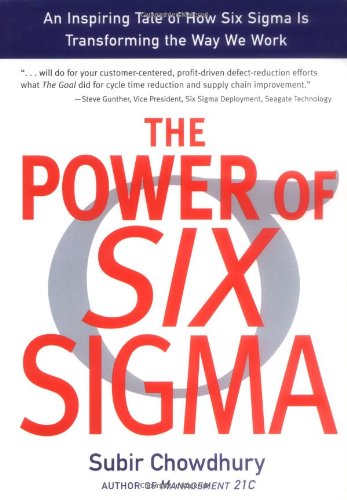 An Inspiring Tale of How Six Sigma Is
Transforming the Way We Work
“. . . will do for your customer-centered, profit-driven defect-reduction efforts
what The Goal did for cycle time reduction and supply chain improvement.”
—Steve Gunther, Vice President, Six Sigma Deployment, Seagate Technology
THE
POWER OF
SIX
SIGMA
σ
Subir Chowdhury
AUTHOR OF MANAGEMENT 21C